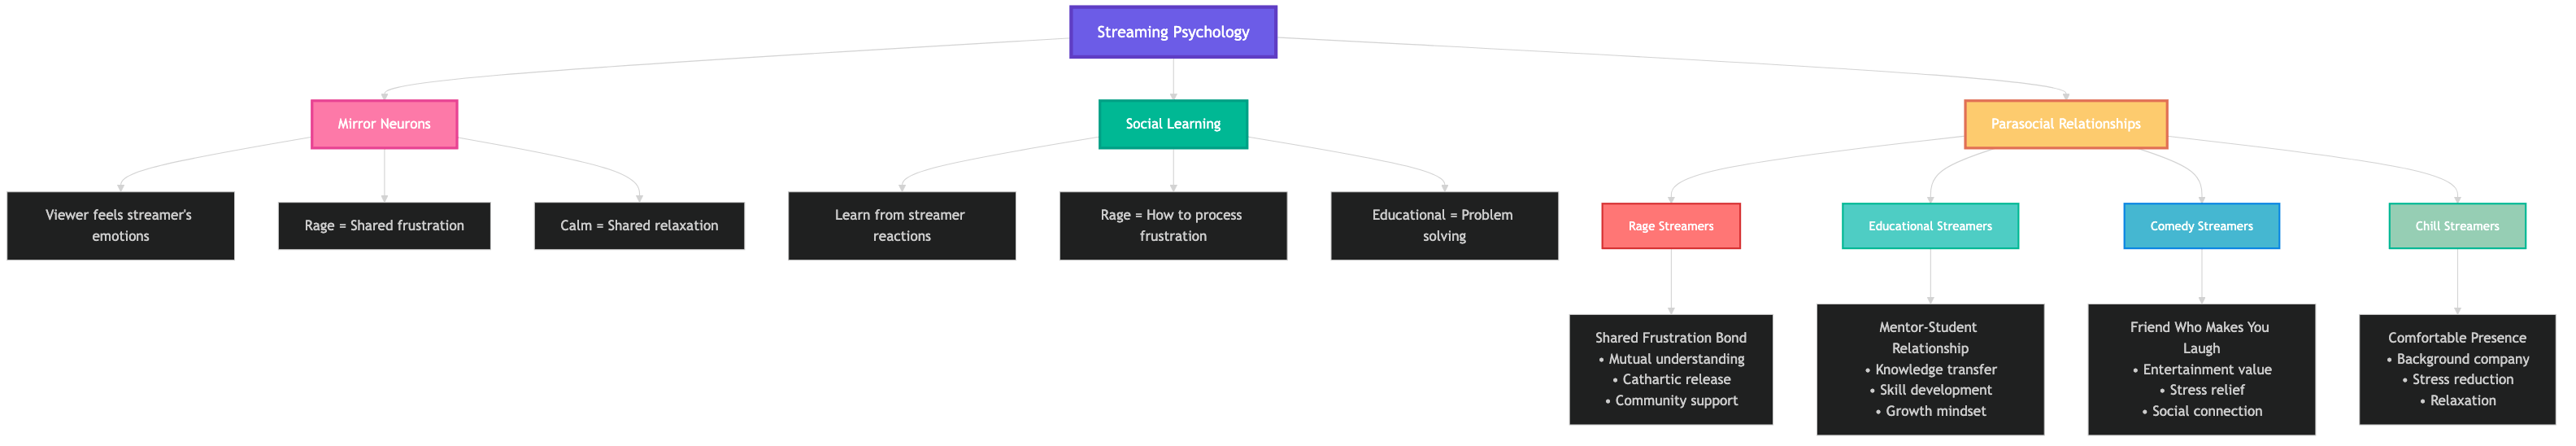 Streaming Psychology
Mirror Neurons
Social Learning
Parasocial Relationships
Viewer feels streamer's
emotions
Rage = Shared frustration
Calm = Shared relaxation
Learn from streamer
reactions
Rage = How to process
frustration
Educational = Problem
solving
Rage Streamers
Educational Streamers
Comedy Streamers
Chill Streamers
Shared Frustration Bond
• Mutual understanding
• Cathartic release
• Community support
Mentor-Student
Relationship
• Knowledge transfer
• Skill development
• Growth mindset
Friend Who Makes You
Laugh
• Entertainment value
• Stress relief
• Social connection
Comfortable Presence
• Background company
• Stress reduction
• Relaxation